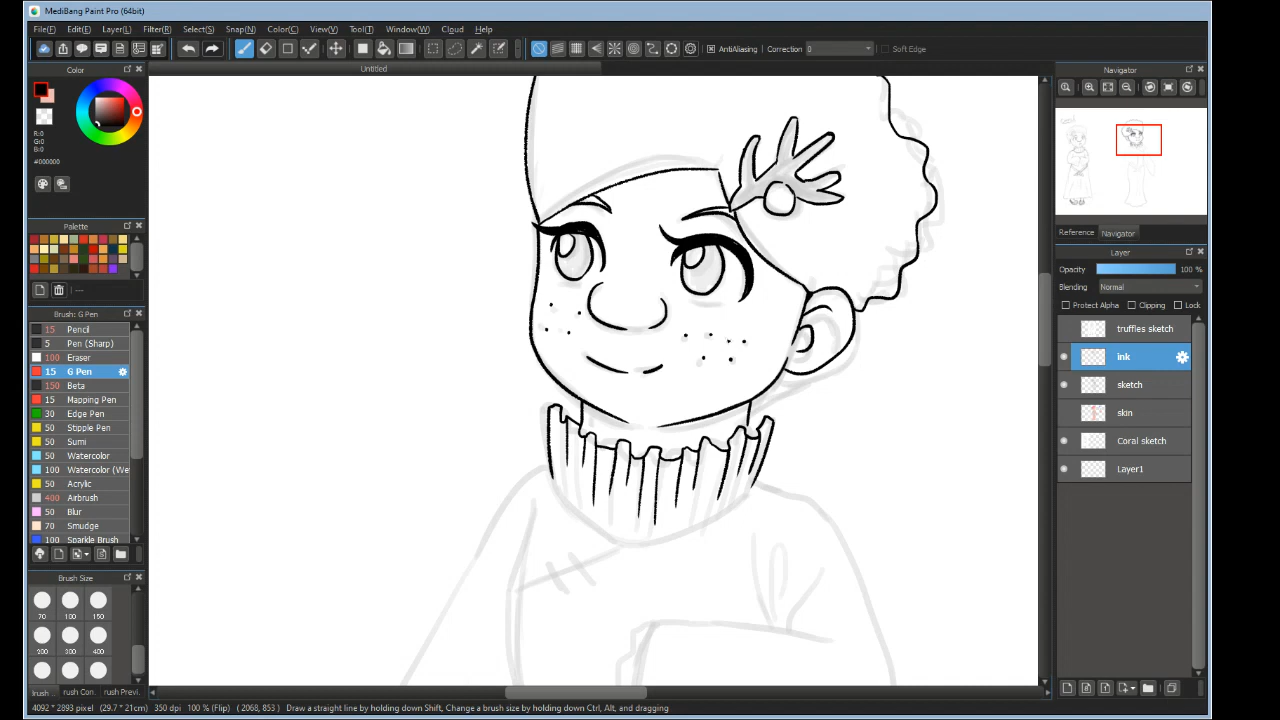 MediBang Paint Pro (64bit)
File(F) Edit(E) Layer(L) Filter(R) Select(S) Snap(N) Color(C) View(V) Tool(T) Window(W) Cloud Help
AntiAliasing Correction 0 Soft Edge
Color
Untitled
Navigator
R:0
G:0
B:0
#000000
Palette
---
Reference Navigator
Layer
Opacity 100 %
Blending Normal
Protect Alpha Clipping Lock
truffles sketch
ink
sketch
skin
Coral sketch
Layer1
Brush: G Pen
15 Pencil
5 Pen (Sharp)
100 Eraser
15 G Pen
150 Beta
15 Mapping Pen
30 Edge Pen
50 Stipple Pen
50 Sumi
50 Watercolor
100 Watercolor (We
50 Acrylic
400 Airbrush
50 Blur
70 Smudge
100 Sparkle Brush
Brush Size
70 100 150
200 300 400
rush .. rush Con. rush Previ.
4092 * 2893 pixel (29.7 * 21cm) 350 dpi 100 % (Flip) ( 2068, 853 ) Draw a straight line by holding down Shift, Change a brush size by holding down Ctrl, Alt, and dragging